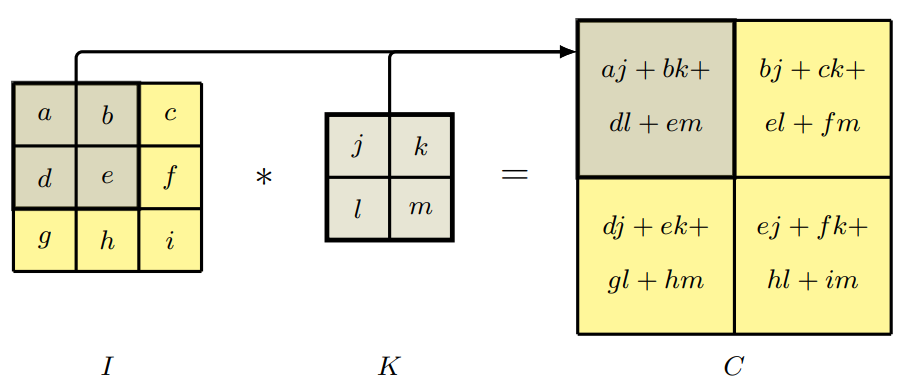 a b c
d e f
g h i
I
*
j k
l m
K
=
aj + bk+
dl + em
bj + ck+
el + fm
dj + ek+
gl + hm
ej + fk+
hl + im
C